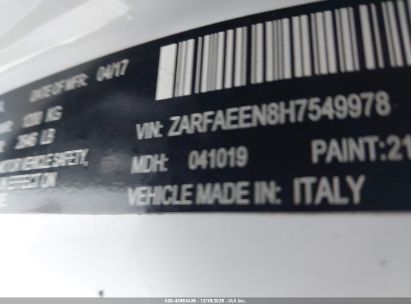 DATE OF MFR: 04/17
1200 KG
2646 LB
VIN: ZARFAEEN8H7549978
MOTOR VEHICLE SAFETY,
MDH: 041019 PAINT:21
EFFECT ON
VEHICLE MADE IN: ITALY